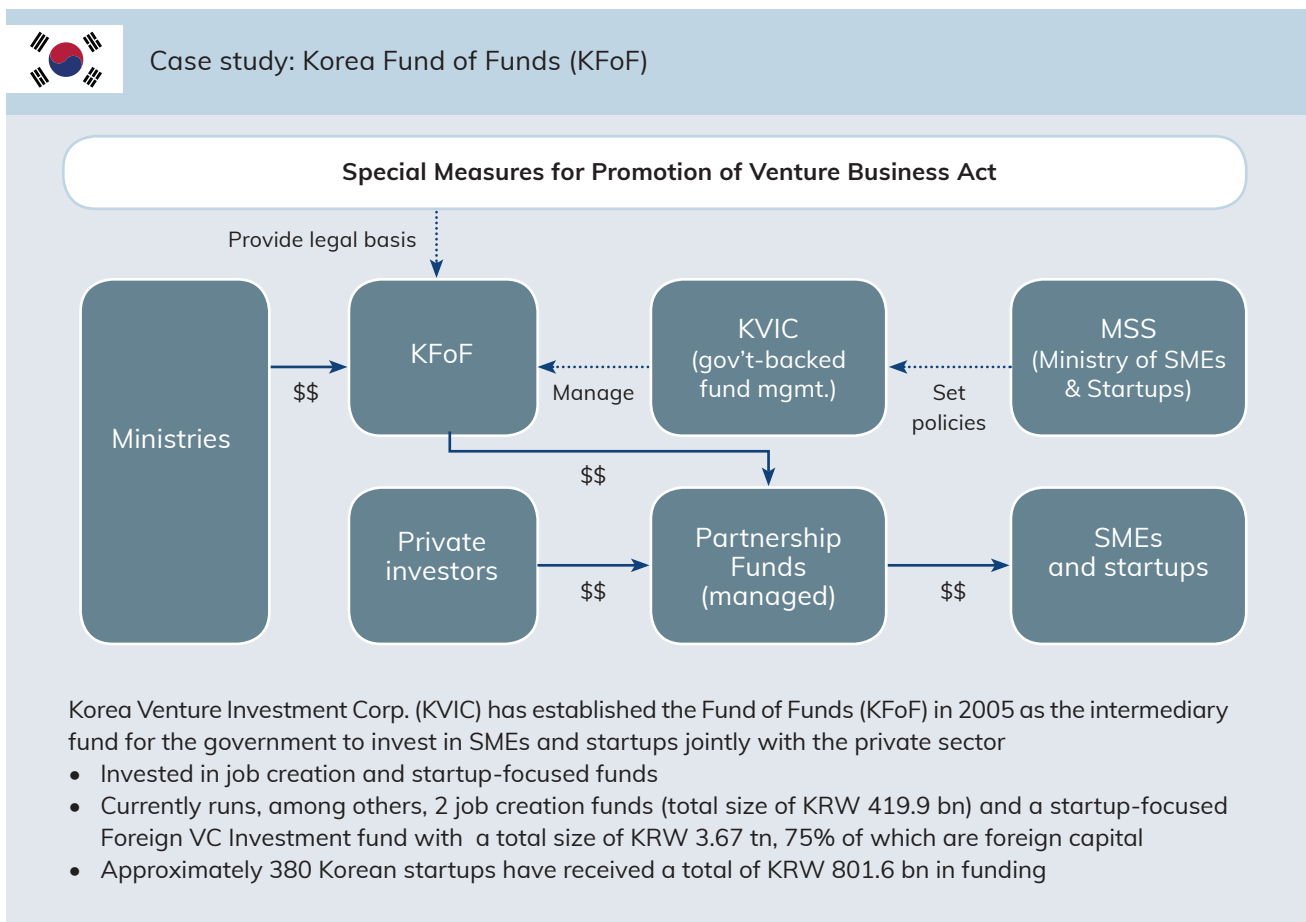 Case study: Korea Fund of Funds (KFoF)
Special Measures for Promotion of Venture Business Act
Provide legal basis
Ministries
$$
KFoF
Manage
KVIC
(gov’t-backed
fund mgmt.)
Set
policies
MSS
(Ministry of SMEs
& Startups)
$$
Private
investors
$$
Partnership
Funds
(managed)
$$
SMEs
and startups
Korea Venture Investment Corp. (KVIC) has established the Fund of Funds (KFoF) in 2005 as the intermediary
fund for the government to invest in SMEs and startups jointly with the private sector
• Invested in job creation and startup-focused funds
• Currently runs, among others, 2 job creation funds (total size of KRW 419.9 bn) and a startup-focused
Foreign VC Investment fund with a total size of KRW 3.67 tn, 75% of which are foreign capital
• Approximately 380 Korean startups have received a total of KRW 801.6 bn in funding